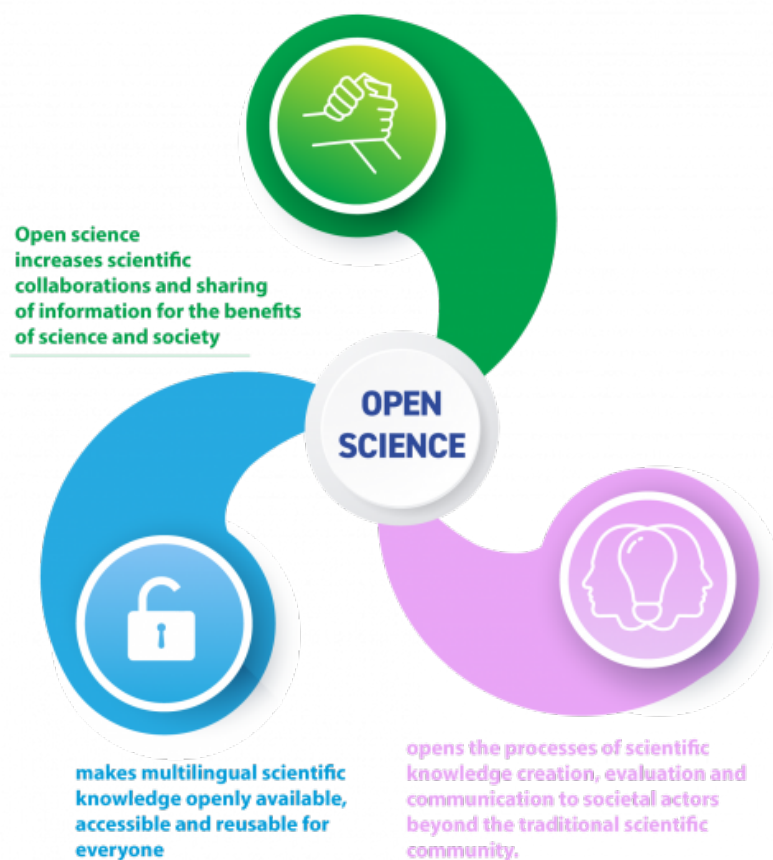 Open science
increases scientific
collaborations and sharing
of information for the benefits
of science and society
OPEN
SCIENCE
makes multilingual scientific
knowledge openly available,
accessible and reusable for
everyone
opens the processes of scientific
knowledge creation, evaluation and
communication to societal actors
beyond the traditional scientific
community.